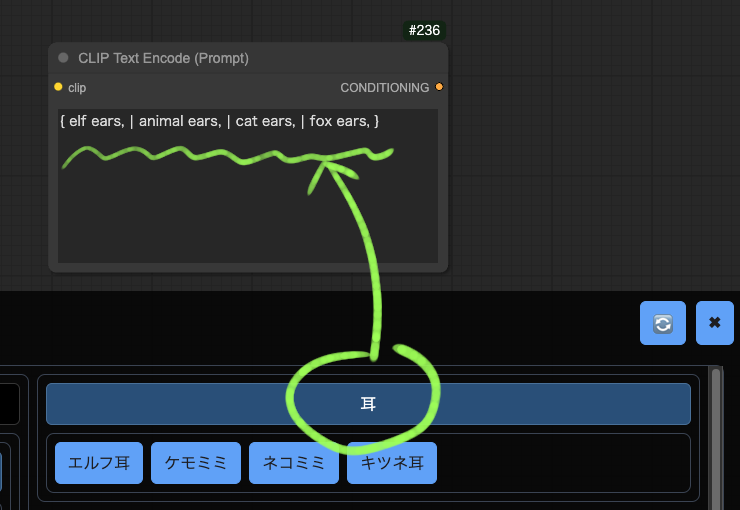 #236
CLIP Text Encode (Prompt)
clip CONDITIONING
{ elf ears, | animal ears, | cat ears, | fox ears, }
耳
エルフ耳 ケモミミ ネコミミ キツネ耳